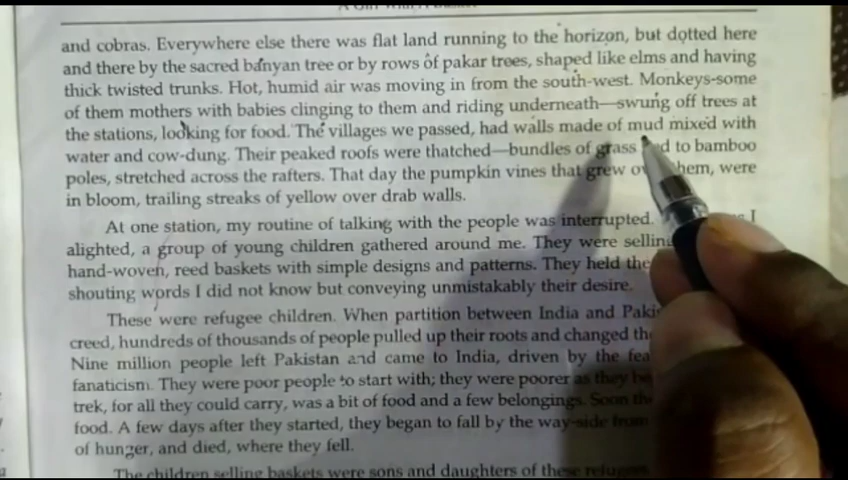 and cobras. Everywhere else there was flat land running to the horizon, but dotted here
and there by the sacred banyan tree or by rows of pakar trees, shaped like elms and having
thick twisted trunks. Hot, humid air was moving in from the south-west. Monkeys-some
of them mothers with babies clinging to them and riding underneath—swung off trees at
the stations, looking for food. The villages we passed, had walls made of mud mixed with
water and cow-dung. Their peaked roofs were thatched—bundles of grass to bamboo
poles, stretched across the rafters. That day the pumpkin vines that grew them, were
in bloom, trailing streaks of yellow over drab walls.
At one station, my routine of talking with the people was interrupted. I
alighted, a group of young children gathered around me. They were
hand-woven, reed baskets with simple designs and patterns. They held
shouting words I did not know but conveying unmistakably their desire.
These were refugee children. When partition between India and
creed, hundreds of thousands of people pulled up their roots and changed
Nine million people left Pakistan and came to India, driven by the
fanaticism. They were poor people to start with; they were poorer as they
trek, for all they could carry, was a bit of food and a few belongings. Soon
food. A few days after they started, they began to fall by the way-side from
of hunger, and died, where they fell.
The children selling baskets were sons and daughters of these refugees